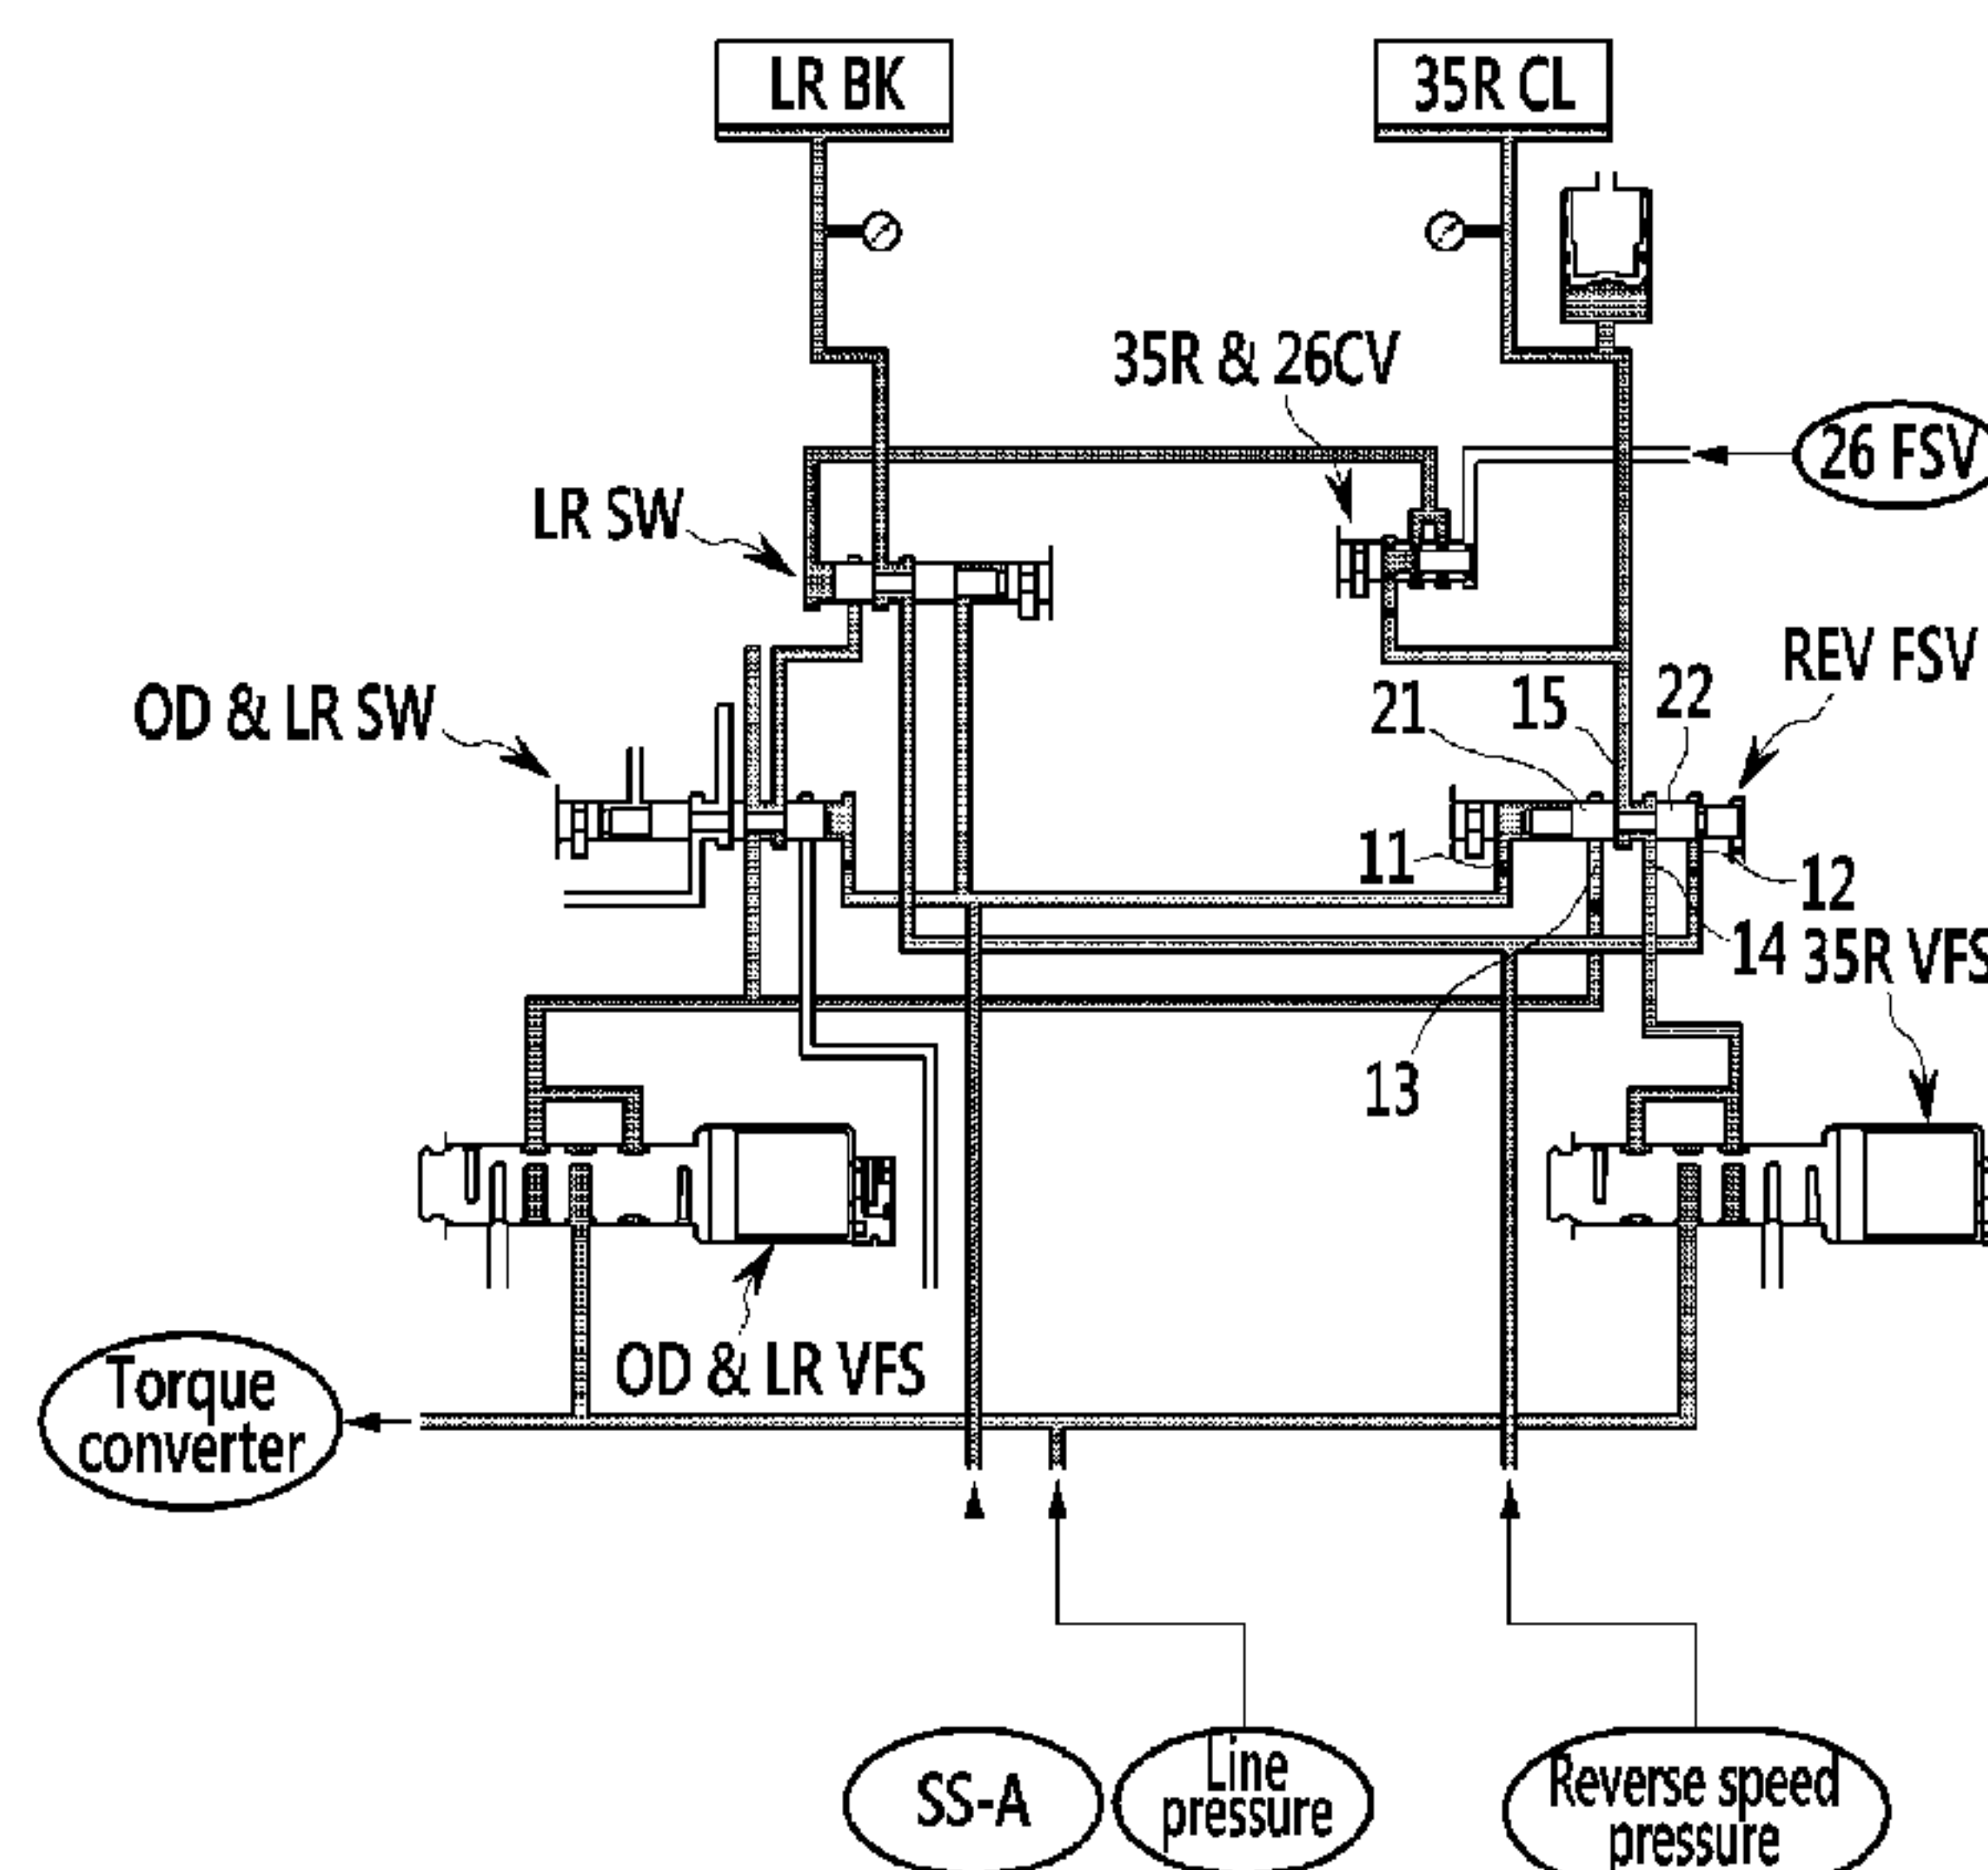 LR BK
35R CL
35R & 26CV
26 FSV
LR SW
REV FSV
OD & LR SW
21
15
22
11
12
14
35R VFS
13
OD & LR VFS
Torque
converter
SS-A
Line
pressure
Reverse speed
pressure